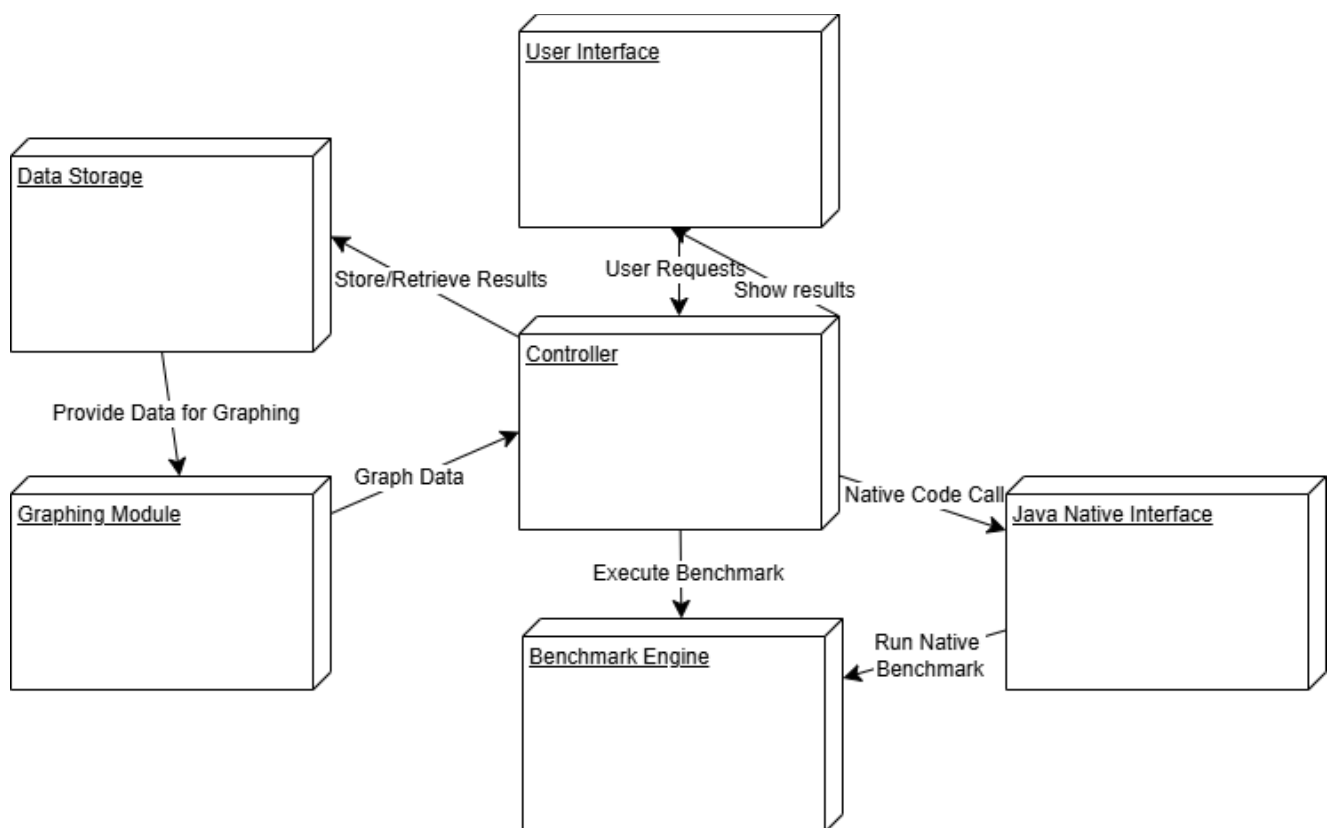 User Interface
Data Storage
User Requests
Store/Retrieve Results
Show results
Controller
Provide Data for Graphing
Graph Data
Native Code Call
Graphing Module
Java Native Interface
Execute Benchmark
Run Native
Benchmark
Benchmark Engine